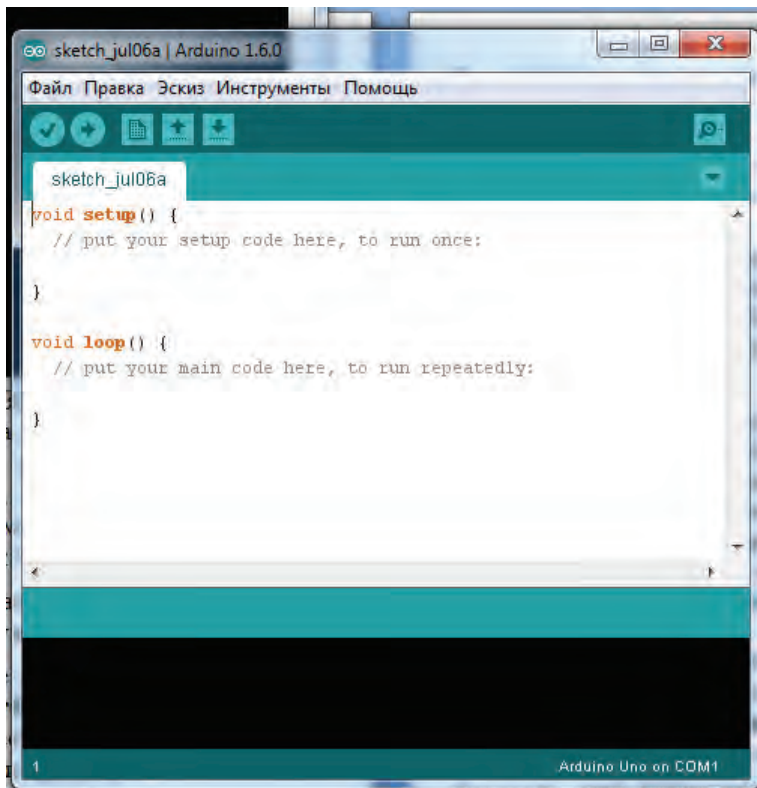 sketch_jul06a | Arduino 1.6.0
Файл Правка Эскиз Инструменты Помощь
sketch_jul06a
void setup() {
  // put your setup code here, to run once:
}
void loop() {
  // put your main code here, to run repeatedly:
}
1
Arduino Uno on COM1